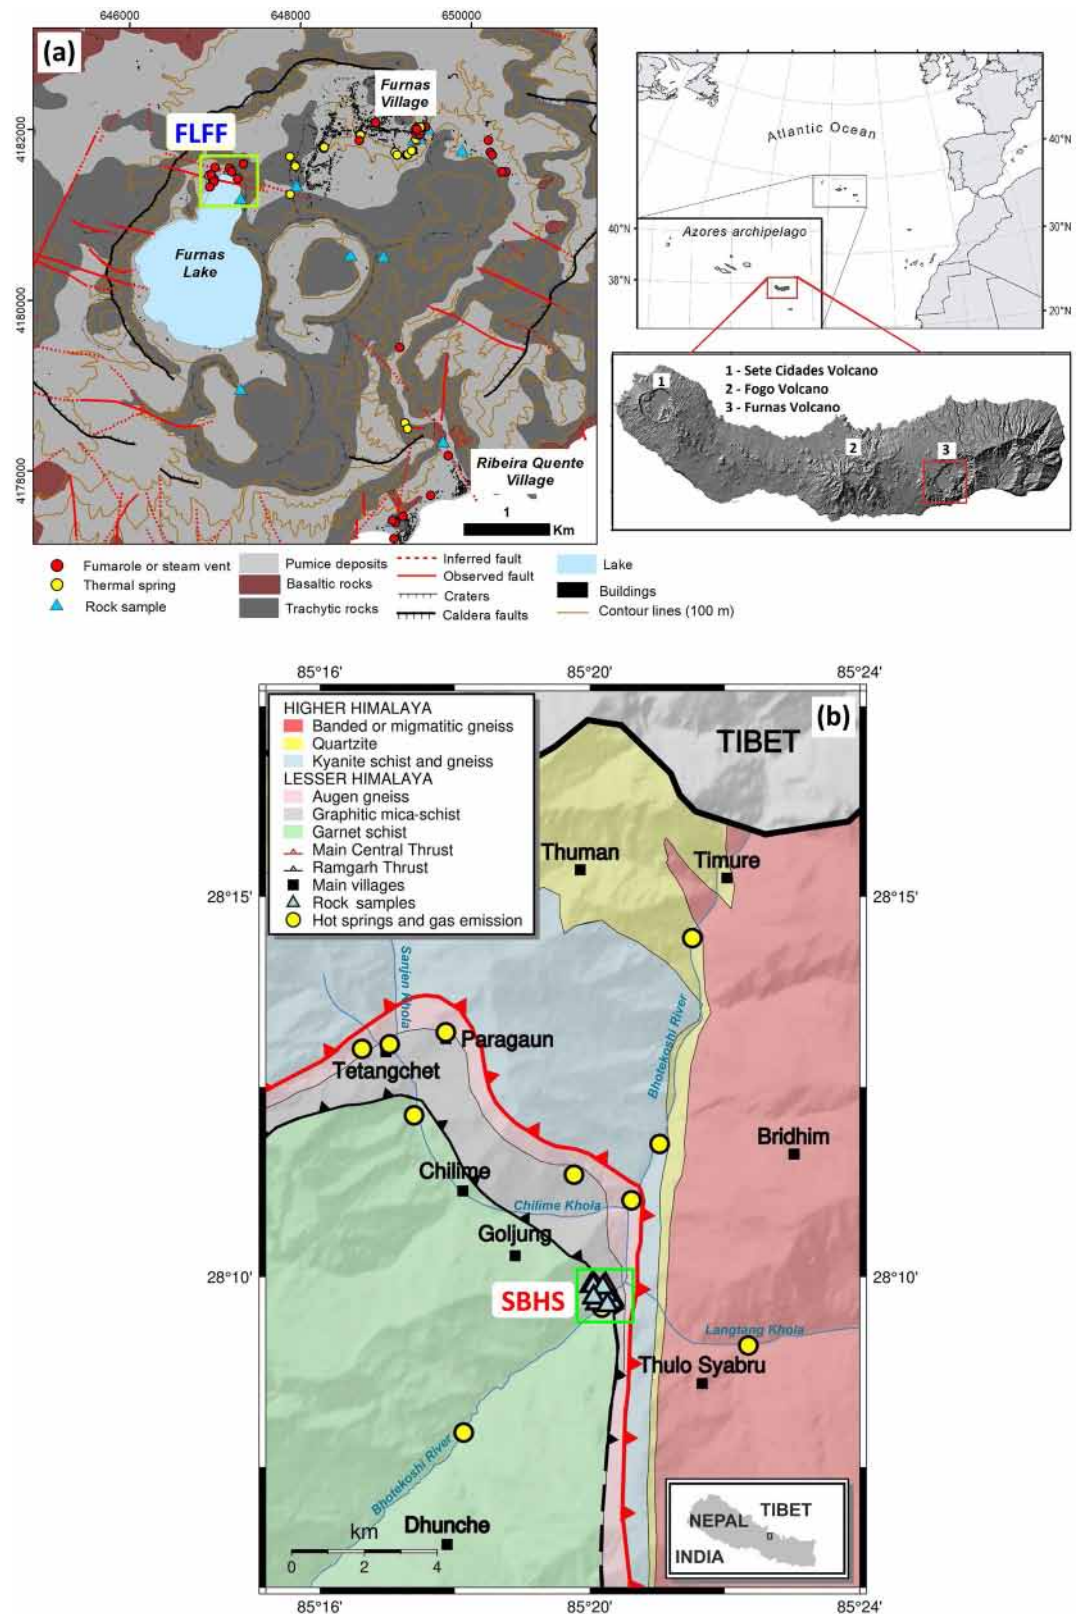 646000
648000
650000
(a)
Furnas
Village
FLFF
4182000
4180000
4178000
Furnas
Lake
Ribeira Quente
Village
1
Km
Atlantic Ocean
40°N
30°N
20°N
40°N
38°N
Azores archipelago
1 - Sete Cidades Volcano
2 - Fogo Volcano
3 - Furnas Volcano
1
2
3
Fumarole or steam vent
Thermal spring
Rock sample
Pumice deposits
Basaltic rocks
Trachytic rocks
Inferred fault
Observed fault
Craters
Caldera faults
Lake
Buildings
Contour lines (100 m)
85°16'
85°20'
85°24'
(b)
HIGHER HIMALAYA
Banded or migmatitic gneiss
Quartzite
Kyanite schist and gneiss
LESSER HIMALAYA
Augen gneiss
Graphitic mica-schist
Garnet schist
Main Central Thrust
Ramgarh Thrust
Main villages
Rock samples
Hot springs and gas emission
TIBET
Thuman
Timure
28°15'
28°15'
Sanjen Khola
Bhotekoshi River
Paragaun
Tetangchet
Bridhim
Chilime
Chilime Khola
Goljung
28°10'
28°10'
SBHS
Langtang Khola
Thulo Syabru
Bhotekoshi River
Dhunche
km
0 2 4
NEPAL
TIBET
INDIA
85°16'
85°20'
85°24'